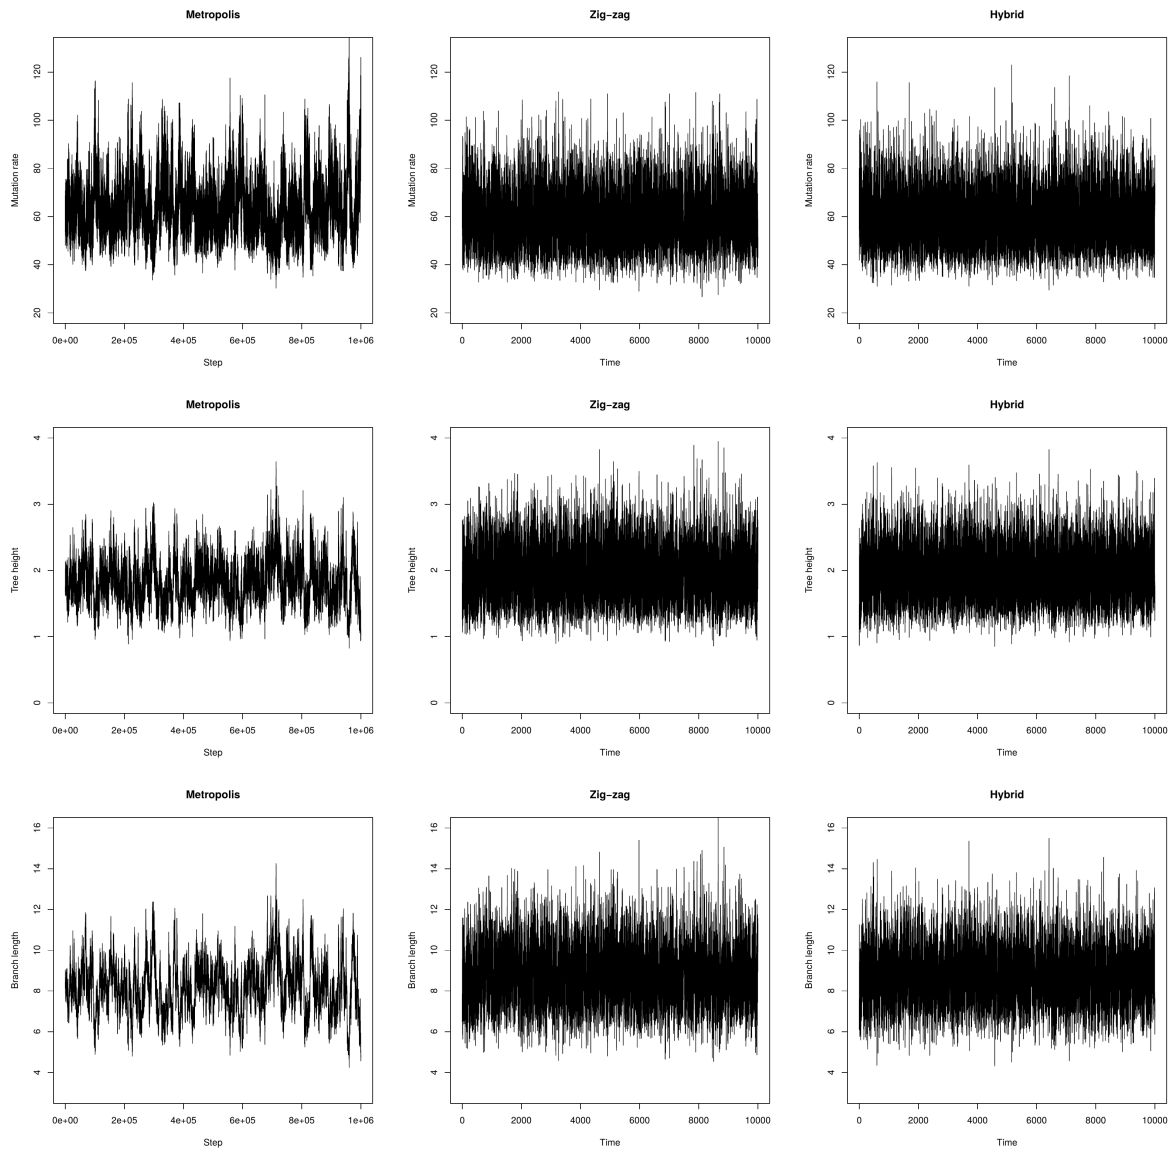 Metropolis
Zig−zag
Hybrid
Mutation rate
20 40 60 80 100 120
0e+00 2e+05 4e+05 6e+05 8e+05 1e+06
Step
Mutation rate
20 40 60 80 100 120
0 2000 4000 6000 8000 10000
Time
Mutation rate
20 40 60 80 100 120
0 2000 4000 6000 8000 10000
Time
Metropolis
Zig−zag
Hybrid
Tree height
0 1 2 3 4
0e+00 2e+05 4e+05 6e+05 8e+05 1e+06
Step
Tree height
0 1 2 3 4
0 2000 4000 6000 8000 10000
Time
Tree height
0 1 2 3 4
0 2000 4000 6000 8000 10000
Time
Metropolis
Zig−zag
Hybrid
Branch length
4 6 8 10 12 14 16
0e+00 2e+05 4e+05 6e+05 8e+05 1e+06
Step
Branch length
4 6 8 10 12 14 16
0 2000 4000 6000 8000 10000
Time
Branch length
4 6 8 10 12 14 16
0 2000 4000 6000 8000 10000
Time